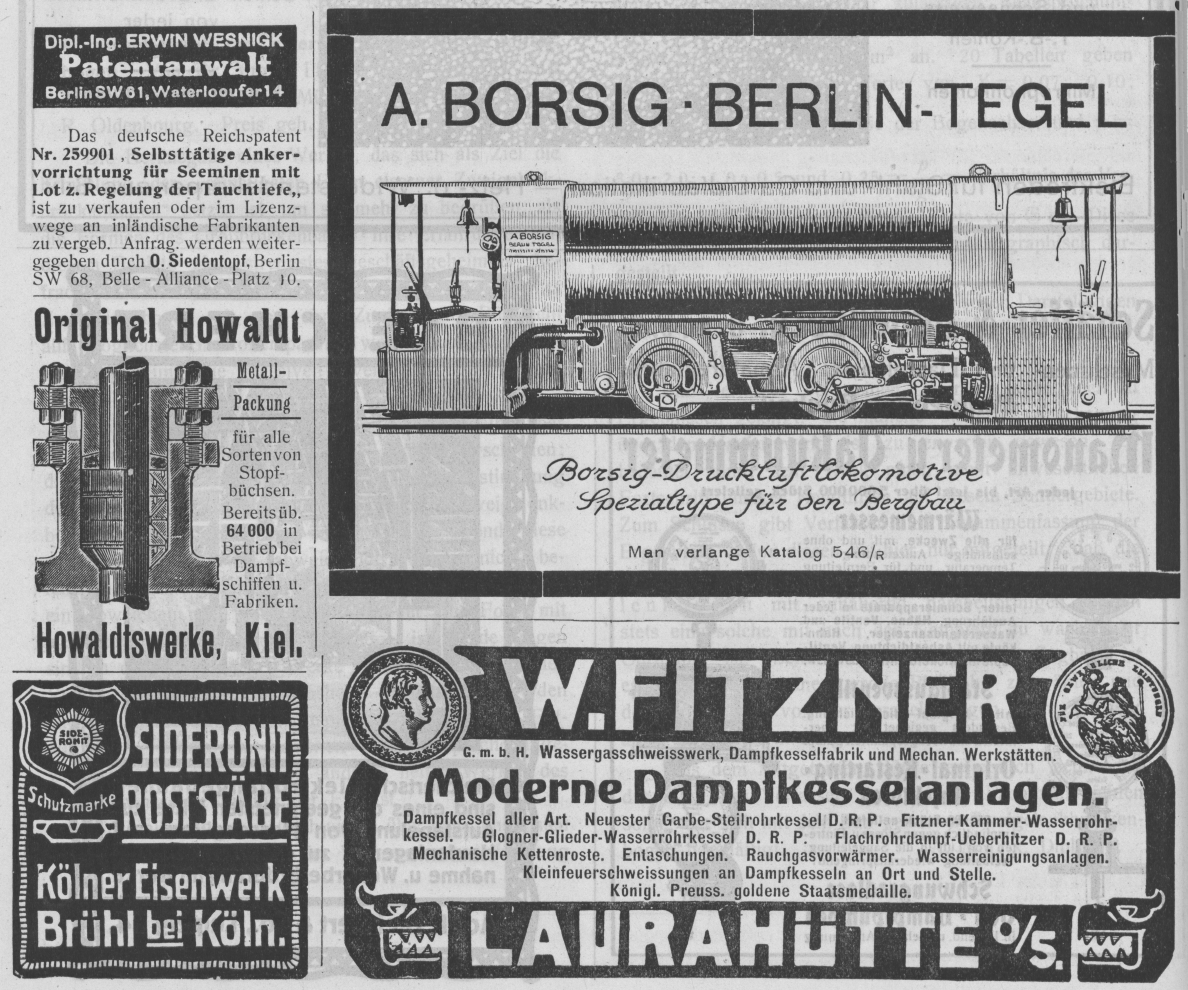 Dipl.-Ing. ERWIN WESNIGK
Patentanwalt
Berlin SW 61, Waterlooufer 14
Das deutsche Reichspatent
Nr. 259901, Selbsttätige Anker-
vorrichtung für Seeminen mit
Lot z. Regelung der Tauchtiefe,,
ist zu verkaufen oder im Lizenz-
wege an inländische Fabrikanten
zu vergeb. Anfrag. werden weiter-
gegeben durch O. Siedentopf, Berlin
SW 68, Belle-Alliance-Platz 10.
Original Howaldt
Metall-
Packung
für alle
Sorten von
Stopf-
büchsen.
Bereits üb.
64 000 in
Betrieb bei
Dampf-
schiffen u.
Fabriken.
Howaldtswerke, Kiel.
SIDE-
RONIT
Schutzmarke
SIDERONIT
ROSTSTÄBE
Kölner Eisenwerk
Brühl bei Köln.
A. BORSIG · BERLIN-TEGEL
A BORSIG
BERLIN TEGEL
Borsig-Druckluftlokomotive
Spezialtype für den Bergbau
Man verlange Katalog 546/R
W. FITZNER
FÜR GEWERBLICHE LEISTUNGEN
G. m. b. H. Wassergasschweisswerk, Dampfkesselfabrik und Mechan. Werkstätten.
Moderne Dampfkesselanlagen.
Dampfkessel aller Art. Neuester Garbe-Steilrohrkessel D. R. P. Fitzner-Kammer-Wasserrohr-
Kessel. Glogner-Glieder-Wasserrohrkessel D. R. P. Flachrohrdampf-Ueberhitzer D. R. P.
Mechanische Kettenroste. Entaschungen. Rauchgasvorwärmer. Wasserreinigungsanlagen.
Kleinfeuerschweissungen an Dampfkesseln an Ort und Stelle.
Königl. Preuss. goldene Staatsmedaille.
LAURAHÜTTE O/S.